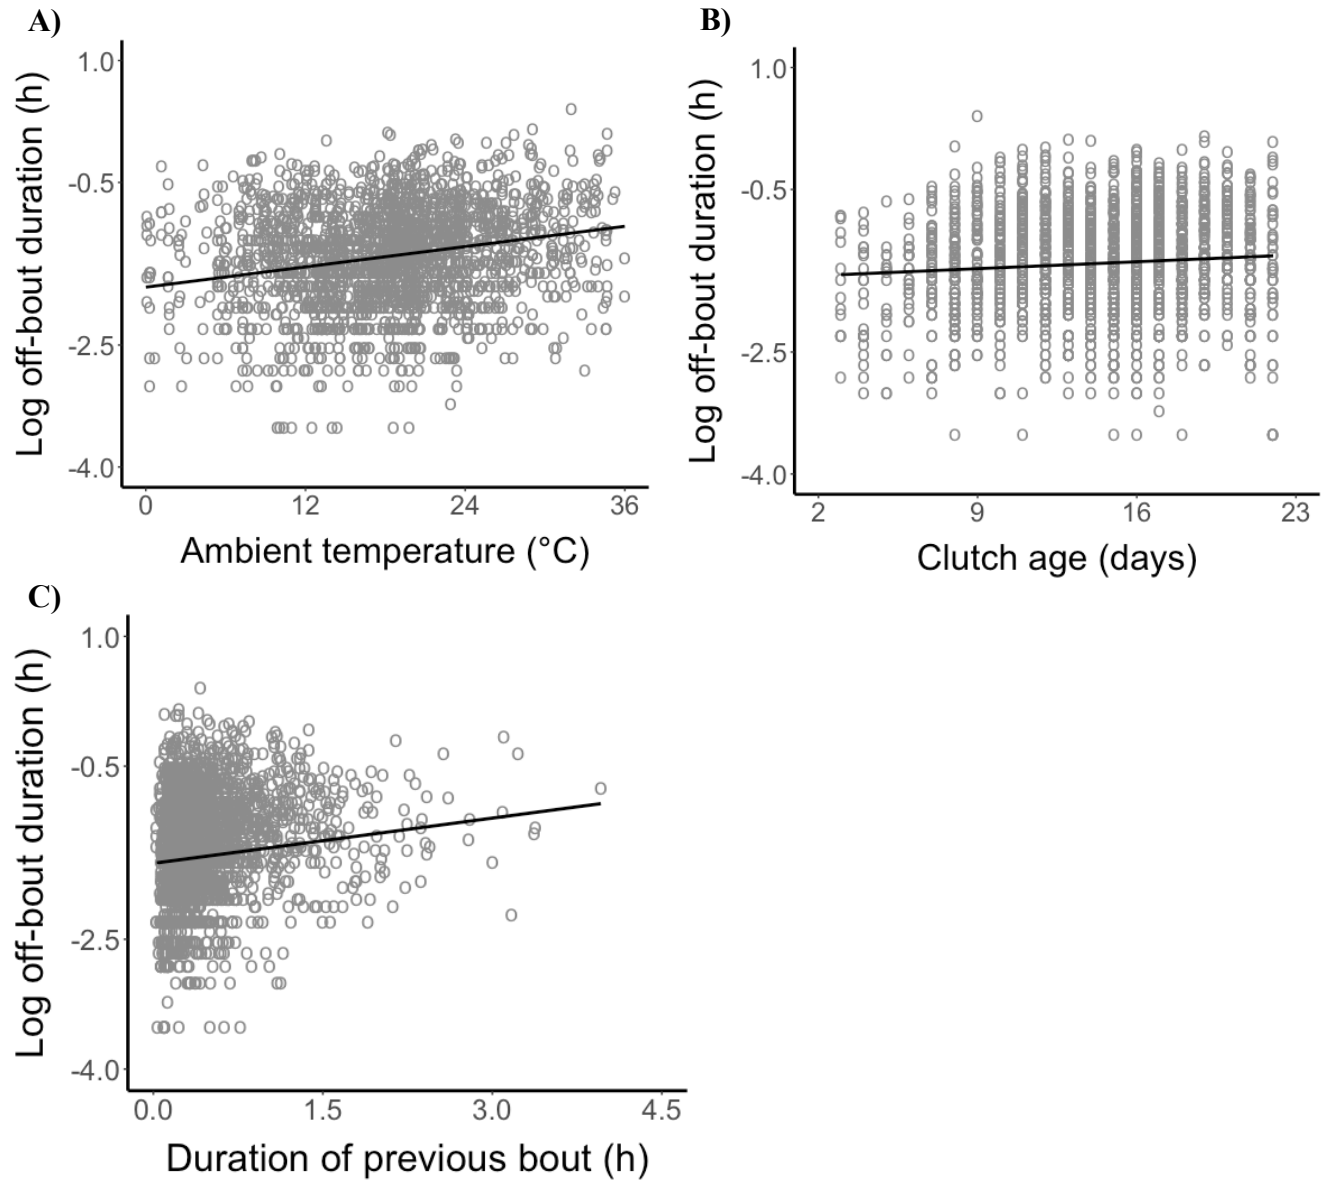 A)
Log off-bout duration (h)
1.0
-0.5
-2.5
-4.0
0 12 24 36
Ambient temperature (°C)
B)
Log off-bout duration (h)
1.0
-0.5
-2.5
-4.0
2 9 16 23
Clutch age (days)
C)
Log off-bout duration (h)
1.0
-0.5
-2.5
-4.0
0.0 1.5 3.0 4.5
Duration of previous bout (h)